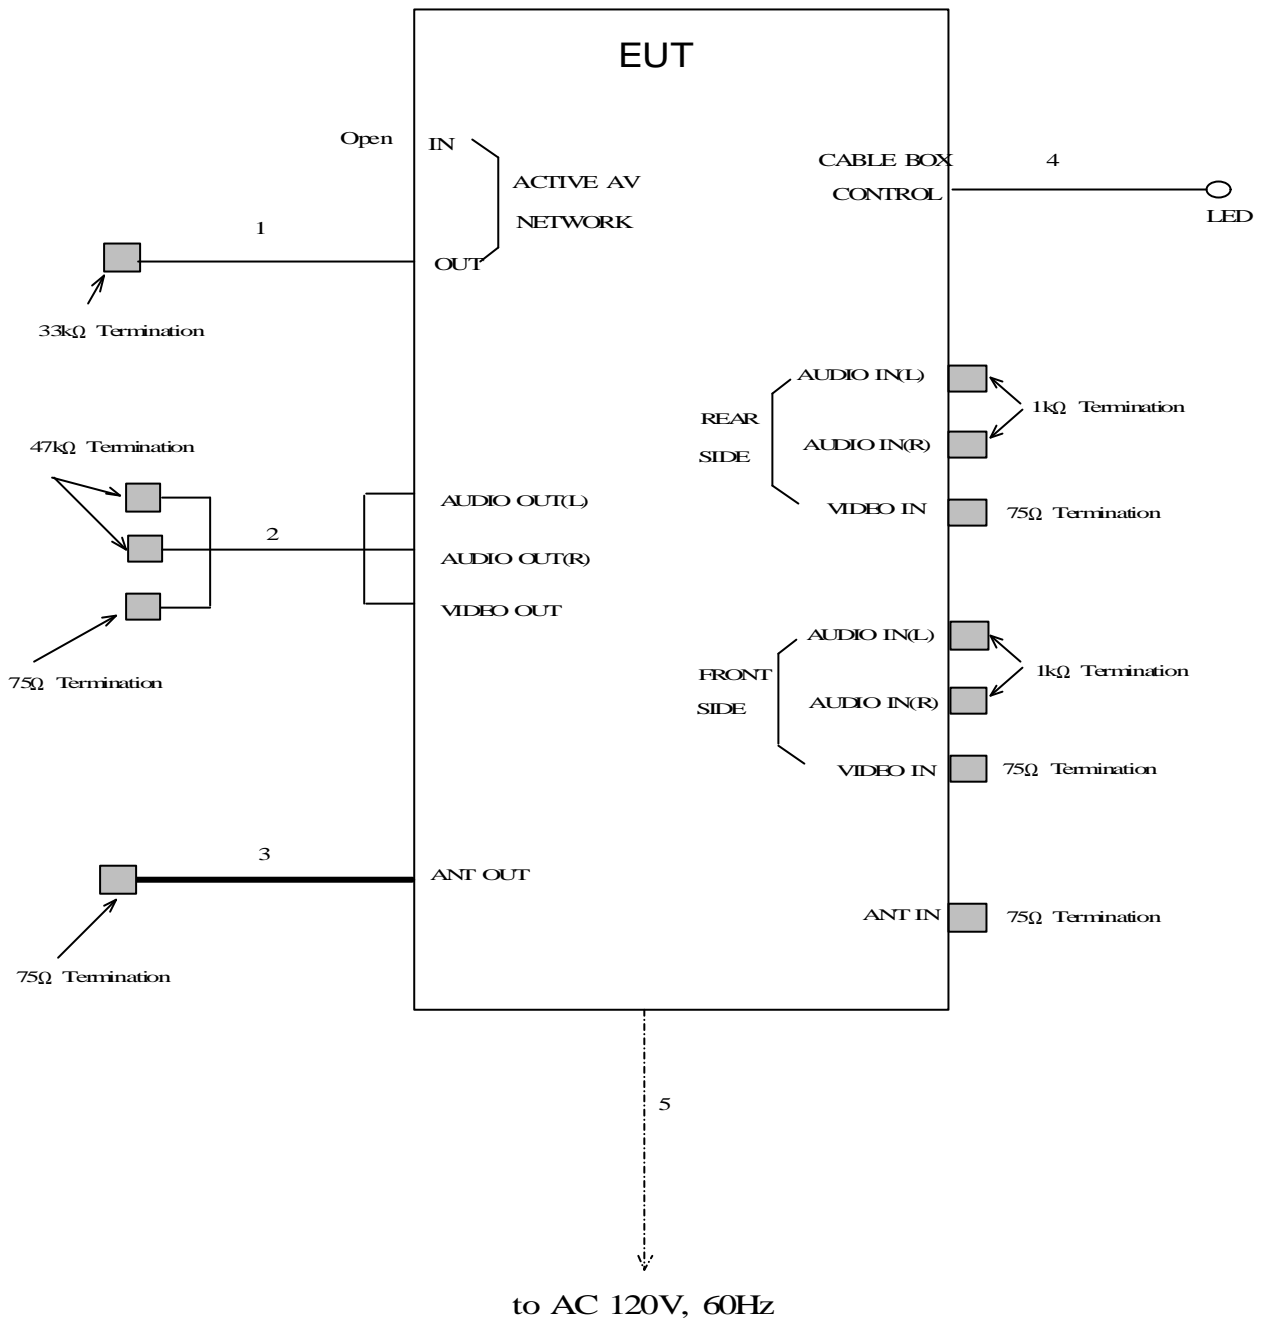 EUT
Open
IN
ACTIVE AV
NETWORK
OUT
1
33kΩ Termination
CABLE BOX
CONTROL
4
LED
47kΩ Termination
2
AUDIO OUT(L)
AUDIO OUT(R)
VIDEO OUT
75Ω Termination
REAR
SIDE
AUDIO IN(L)
AUDIO IN(R)
VIDEO IN
1kΩ Termination
75Ω Termination
FRONT
SIDE
AUDIO IN(L)
AUDIO IN(R)
VIDEO IN
1kΩ Termination
75Ω Termination
3
ANT OUT
75Ω Termination
ANT IN
75Ω Termination
5
to AC 120V, 60Hz